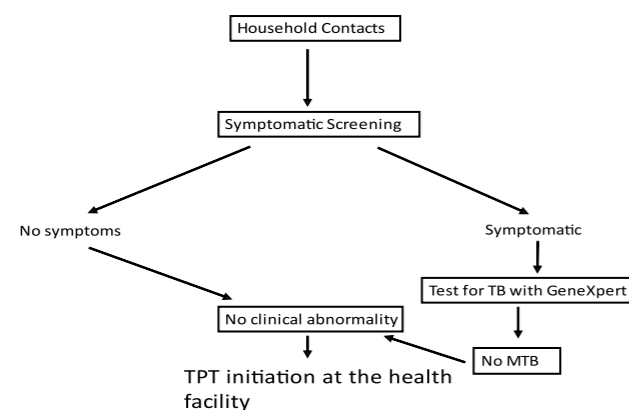 Household Contacts
Symptomatic Screening
No symptoms
Symptomatic
Test for TB with GeneXpert
No clinical abnormality
No MTB
TPT initiation at the health
facility